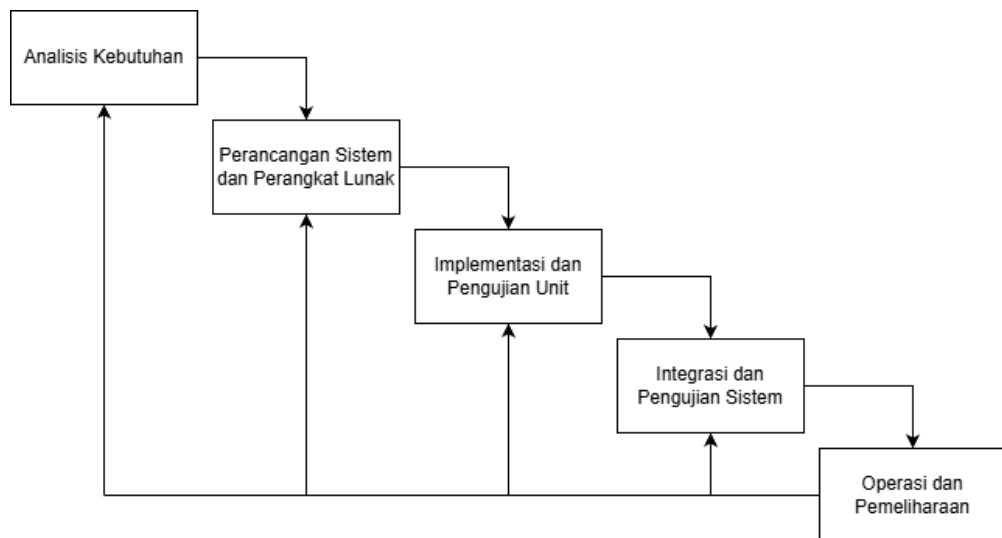 Analisis Kebutuhan
Perancangan Sistem
dan Perangkat Lunak
Implementasi dan
Pengujian Unit
Integrasi dan
Pengujian Sistem
Operasi dan
Pemeliharaan